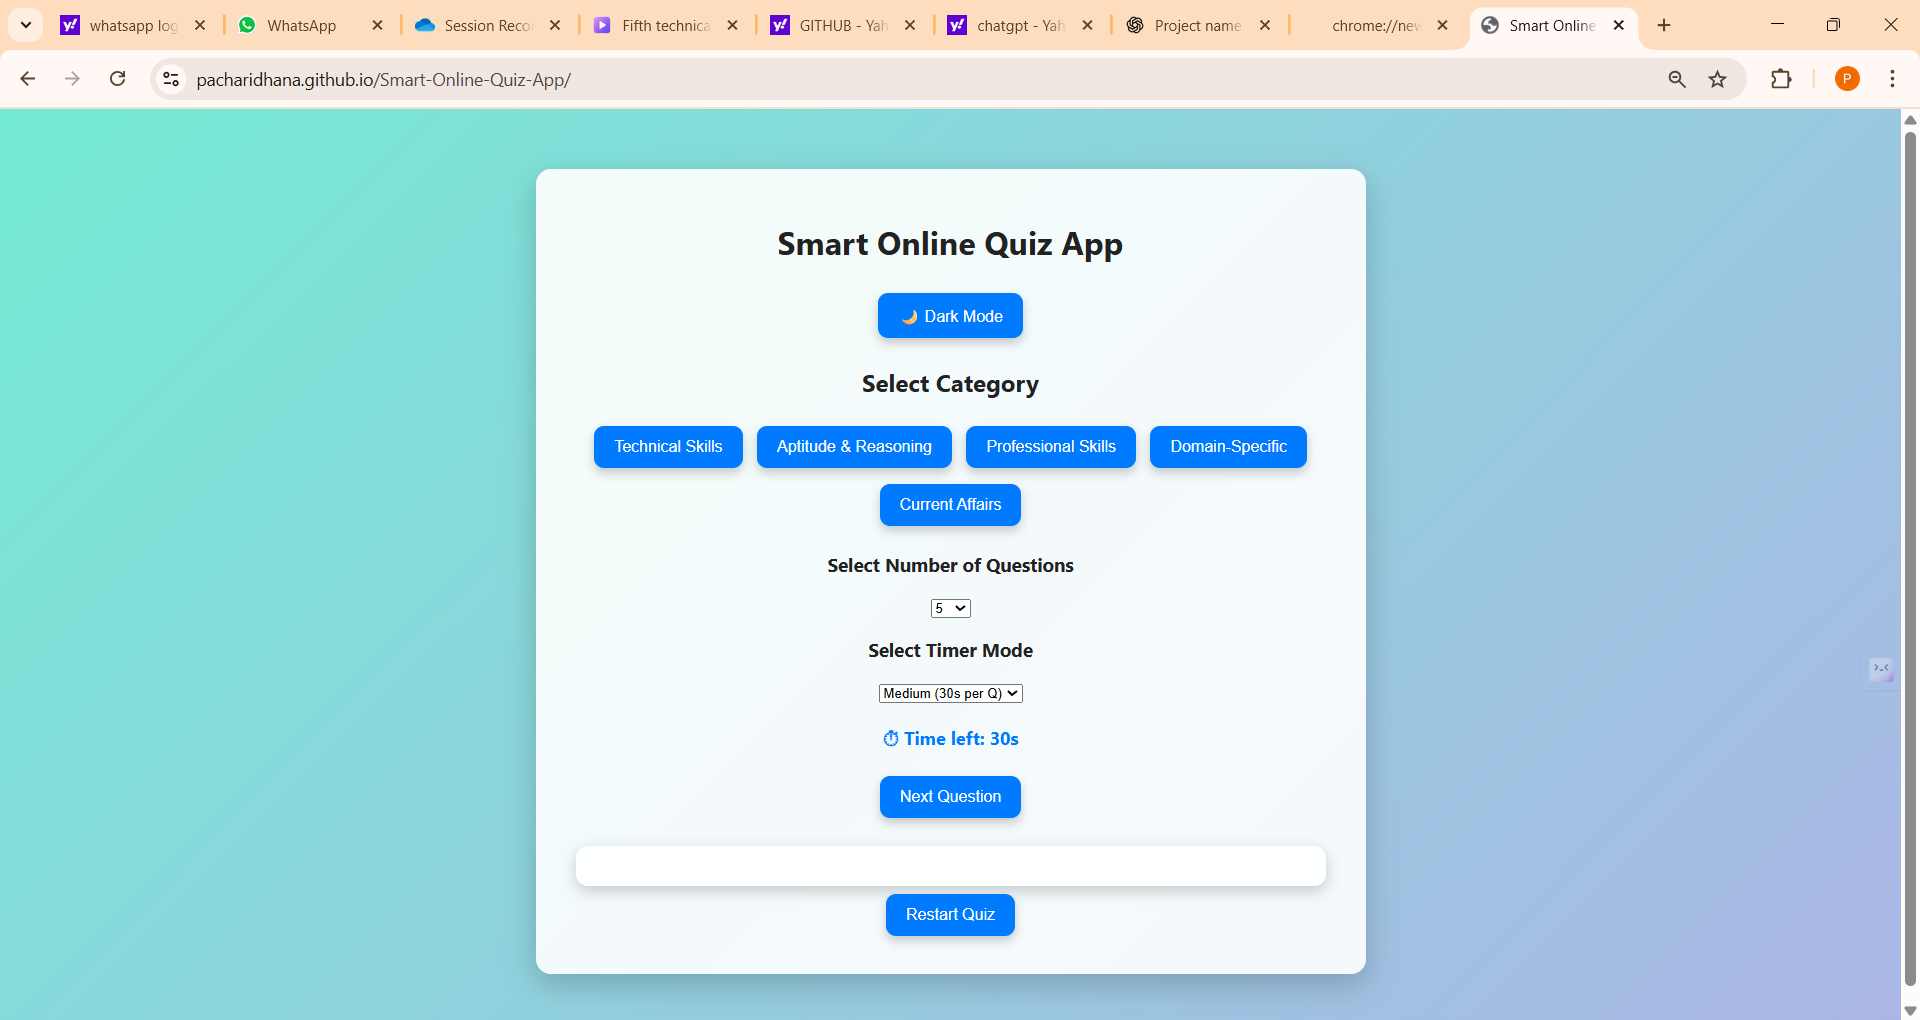 whatsapp log
WhatsApp
Session Reco
Fifth technica
GITHUB - Yah
chatgpt - Yah
Project name
chrome://new
Smart Online
pacharidhana.github.io/Smart-Online-Quiz-App/
P
Smart Online Quiz App
🌙 Dark Mode
Select Category
Technical Skills Aptitude & Reasoning Professional Skills Domain-Specific
Current Affairs
Select Number of Questions
5
Select Timer Mode
Medium (30s per Q)
⏱ Time left: 30s
Next Question
Restart Quiz